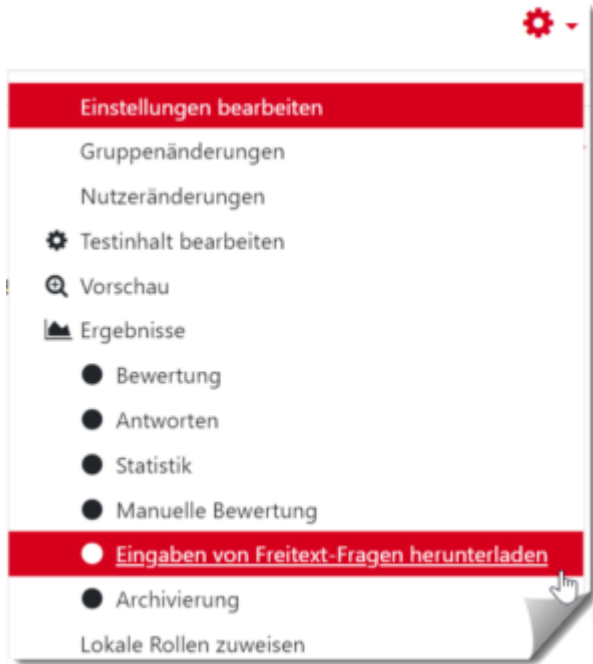 Einstellungen bearbeiten
Gruppenänderungen
Nutzeränderungen
Testinhalt bearbeiten
Vorschau
Ergebnisse
Bewertung
Antworten
Statistik
Manuelle Bewertung
Eingaben von Freitext-Fragen herunterladen
Archivierung
Lokale Rollen zuweisen